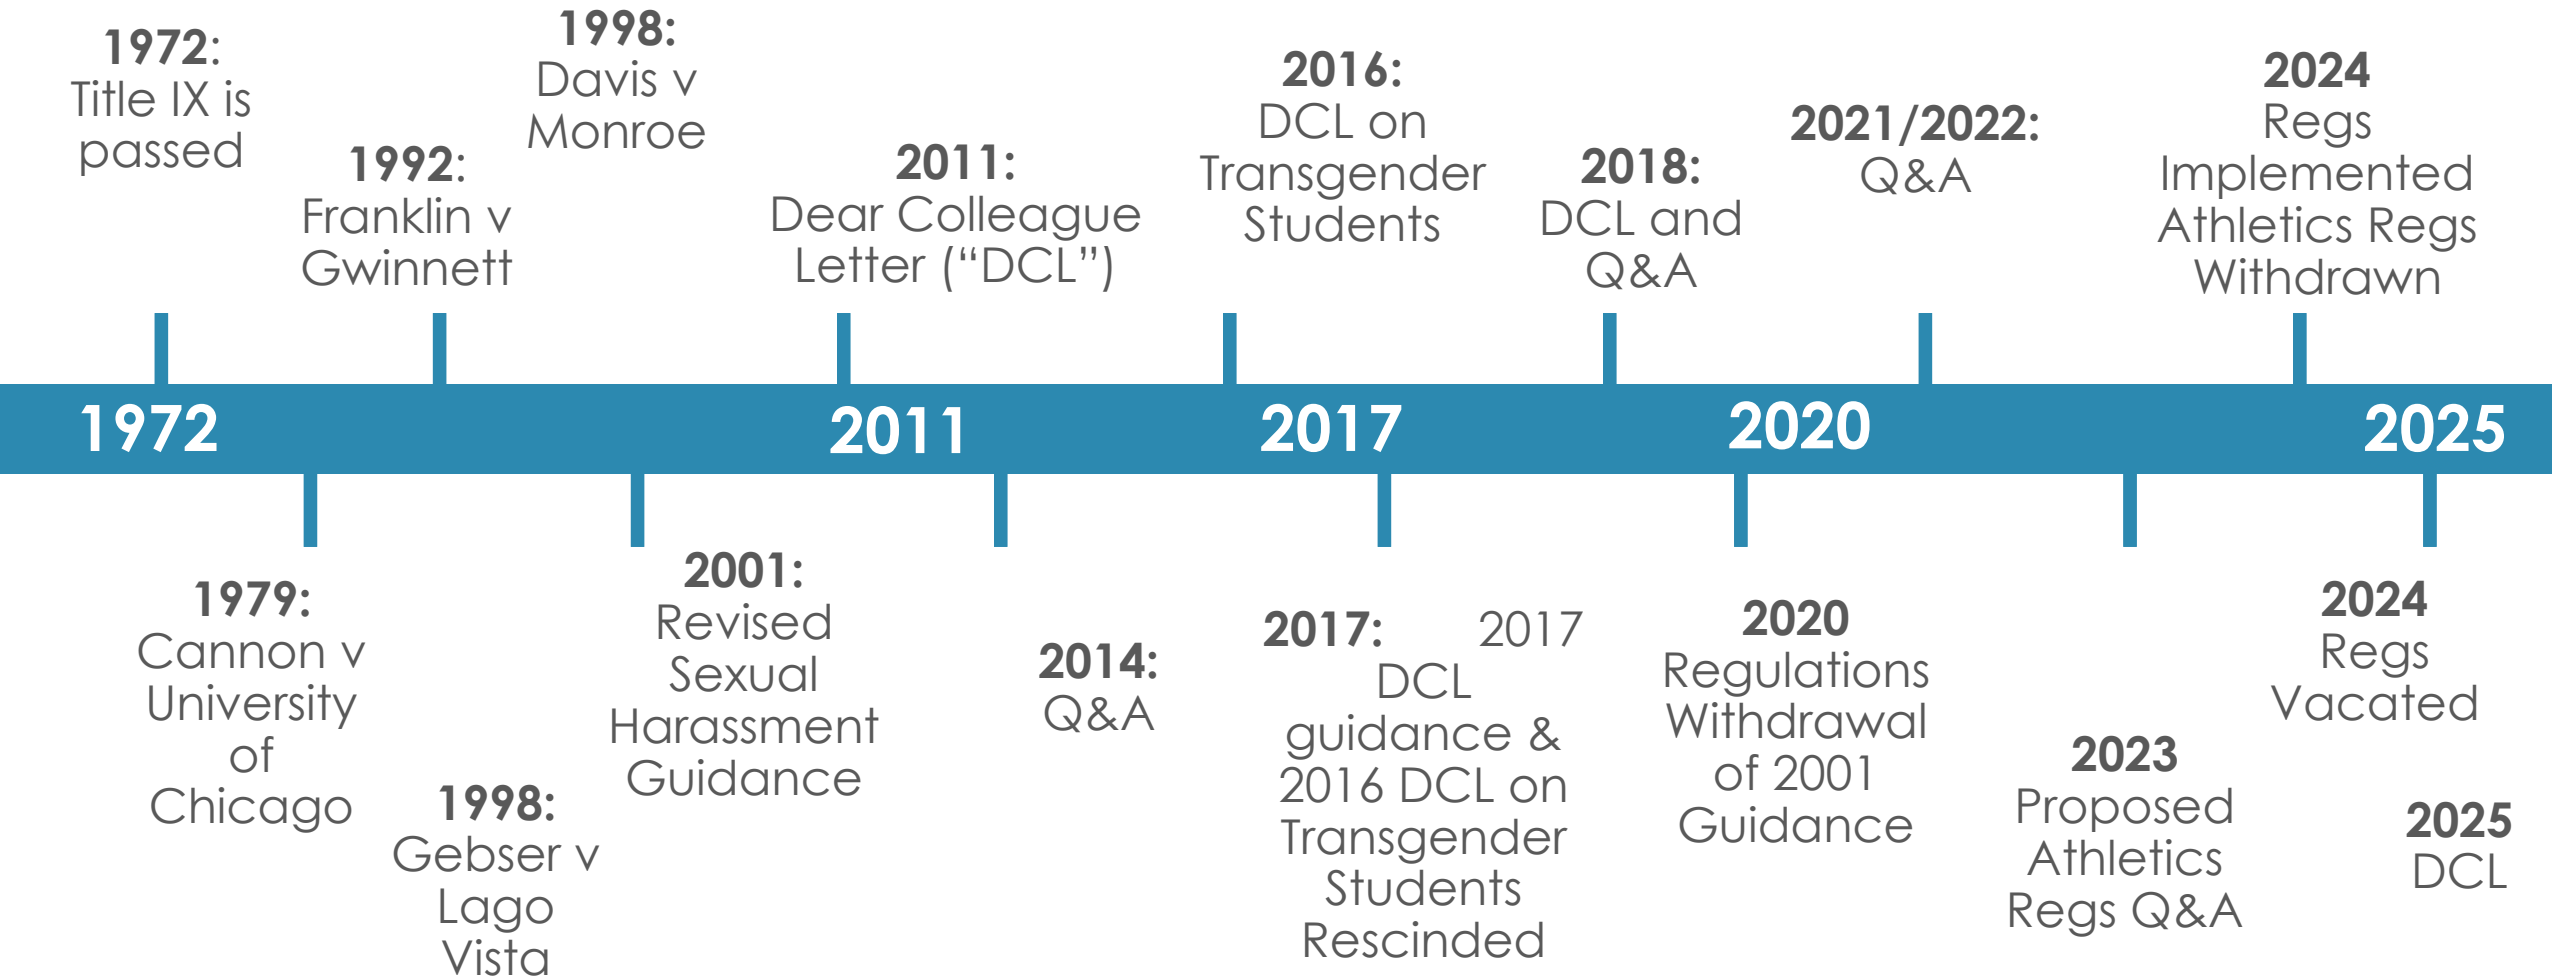 1972:
Title IX is
passed
1992:
Franklin v
Gwinnett
1998:
Davis v
Monroe
2011:
Dear Colleague
Letter (“DCL”)
2016:
DCL on
Transgender
Students
2018:
DCL and
Q&A
2021/2022:
Q&A
2024
Regs
Implemented
Athletics Regs
Withdrawn
1972
2011
2017
2020
2025
1979:
Cannon v
University
of
Chicago
1998:
Gebser v
Lago
Vista
2001:
Revised
Sexual
Harassment
Guidance
2014:
Q&A
2017: 2017
DCL
guidance &
2016 DCL on
Transgender
Students
Rescinded
2020
Regulations
Withdrawal
of 2001
Guidance
2023
Proposed
Athletics
Regs Q&A
2024
Regs
Vacated
2025
DCL